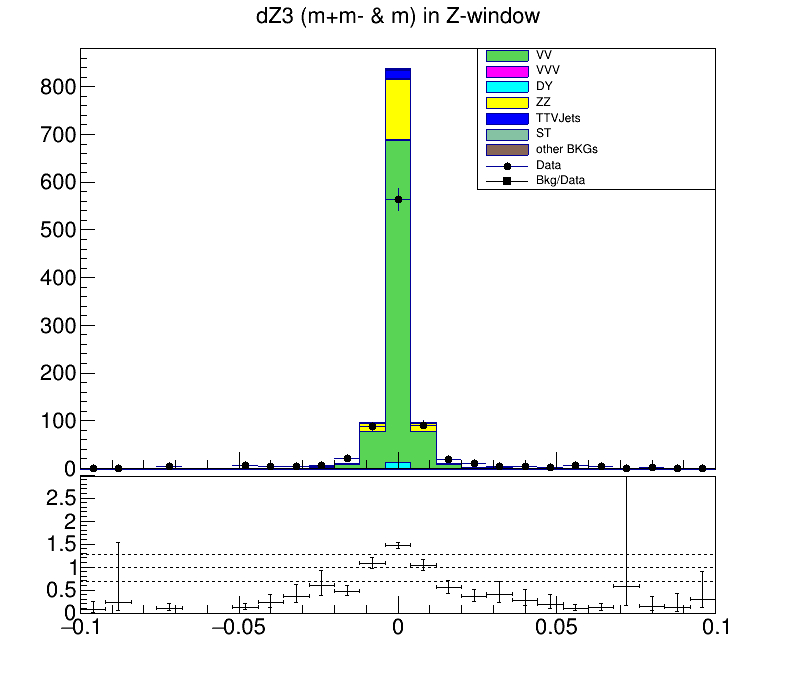 dZ3 (m+m- & m) in Z-window
VV
VVV
DY
ZZ
TTVJets
ST
other BKGs
Data
Bkg/Data
800
700
600
500
400
300
200
100
0
2.5
2
1.5
1
0.5
0
−0.1
−0.05
0
0.05
0.1